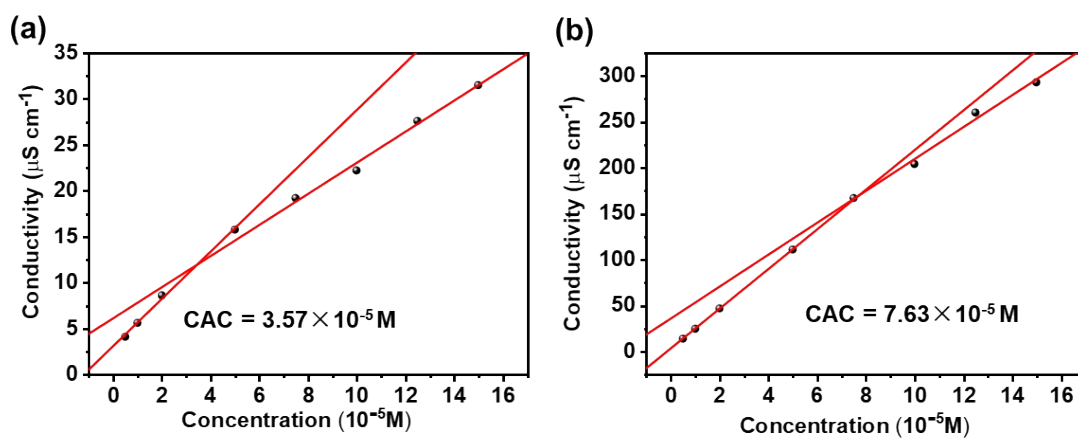 (a)
35
30
25
20
15
10
5
0
Conductivity (μS cm⁻¹)
CAC = 3.57×10⁻⁵ M
0 2 4 6 8 10 12 14 16
Concentration (10⁻⁵M)
(b)
300
250
200
150
100
50
0
Conductivity (μS cm⁻¹)
CAC = 7.63×10⁻⁵ M
0 2 4 6 8 10 12 14 16
Concentration (10⁻⁵M)